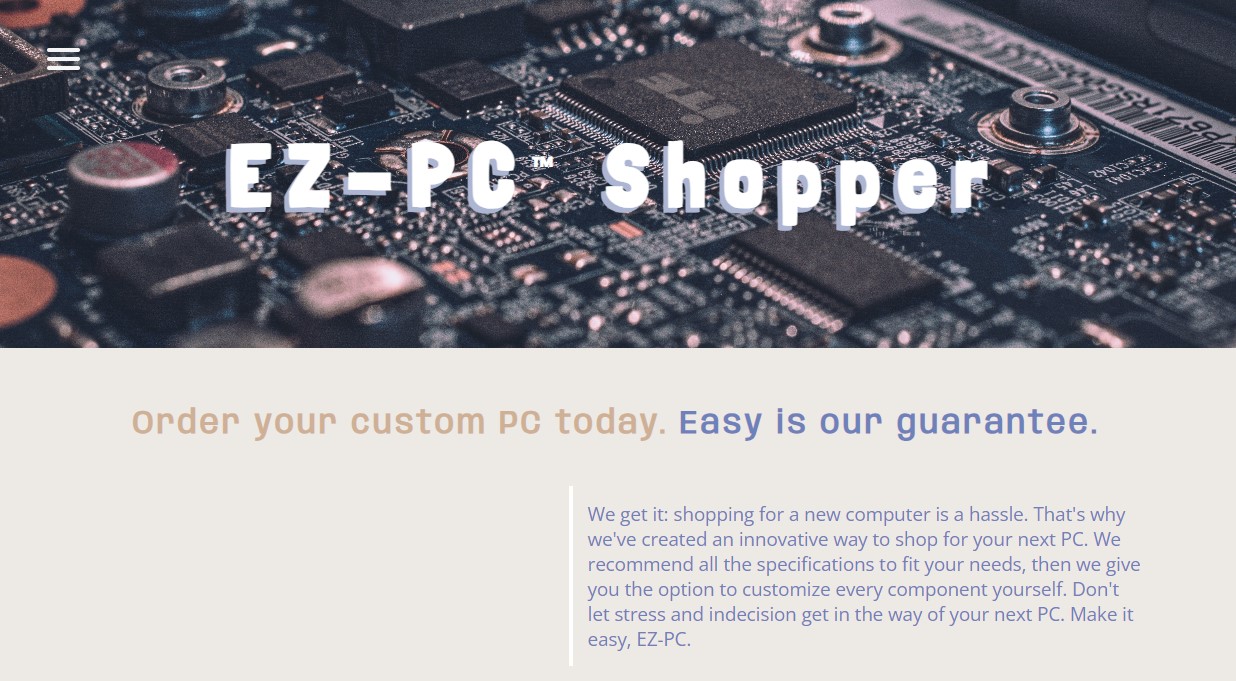 EZ-PC™ Shopper
Order your custom PC today. Easy is our guarantee.
We get it: shopping for a new computer is a hassle. That's why
we've created an innovative way to shop for your next PC. We
recommend all the specifications to fit your needs, then we give
you the option to customize every component yourself. Don't
let stress and indecision get in the way of your next PC. Make it
easy, EZ-PC.